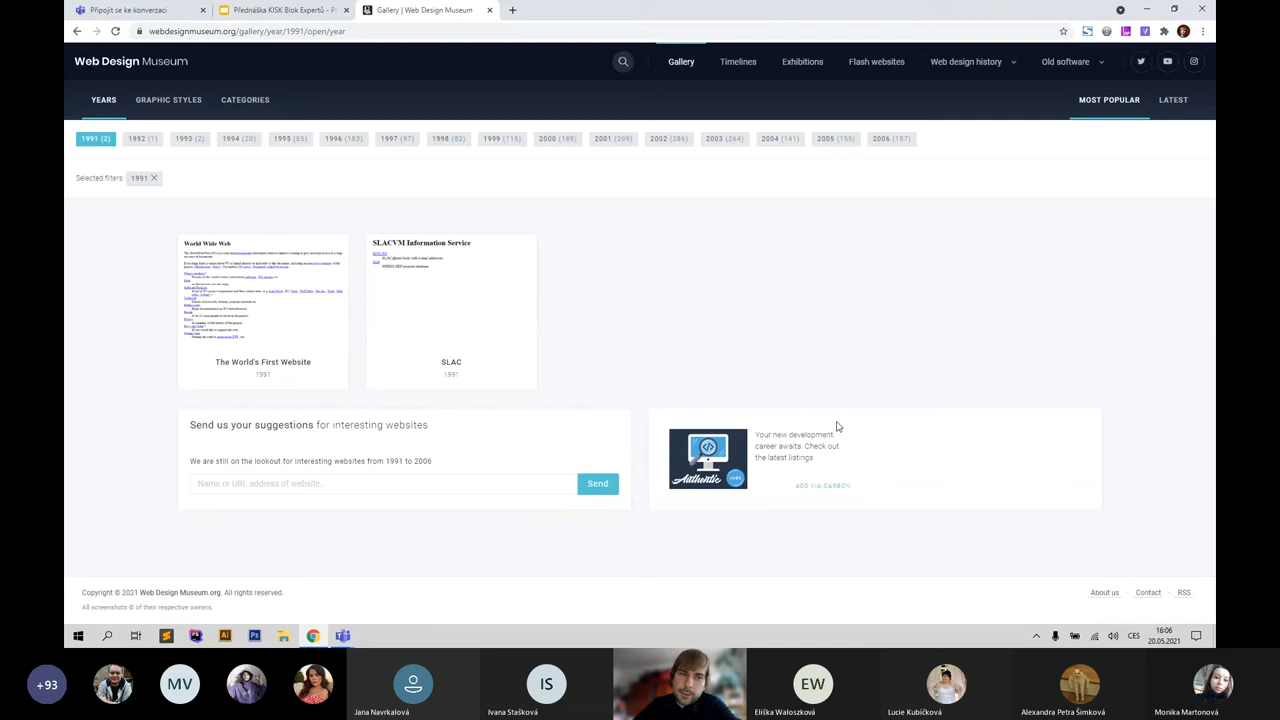 Připojit se ke konverzaci
Přednáška KISK Blok Expertů - P
Gallery | Web Design Museum
webdesignmuseum.org/gallery/year/1991/open/year
Web Design Museum
Gallery
Timelines
Exhibitions
Flash websites
Web design history
Old software
YEARS
GRAPHIC STYLES
CATEGORIES
MOST POPULAR
LATEST
1991 (2)
1992 (1)
1993 (2)
1994 (20)
1995 (55)
1996 (183)
1997 (97)
1998 (82)
1999 (115)
2000 (189)
2001 (209)
2002 (286)
2003 (264)
2004 (141)
2005 (155)
2006 (157)
Selected filters:
1991
World Wide Web
SLACVM Information Service
The World's First Website
1991
SLAC
1991
Send us your suggestions for interesting websites
We are still on the lookout for interesting websites from 1991 to 2006
Name or URL address of website..
Send
Authentic
JOBS
Your new development
career awaits. Check out
the latest listings
ADS VIA CARBON
Copyright © 2021 Web Design Museum.org. All rights reserved.
All screenshots © of their respective owners.
About us
Contact
RSS
Ai
Ps
CES
16:06
20.05.2021
+93
MV
IS
EW
Jana Navrkalová
Ivana Stašková
Eliška Waloszková
Lucie Kubíčková
Alexandra Petra Šimková
Monika Martonová